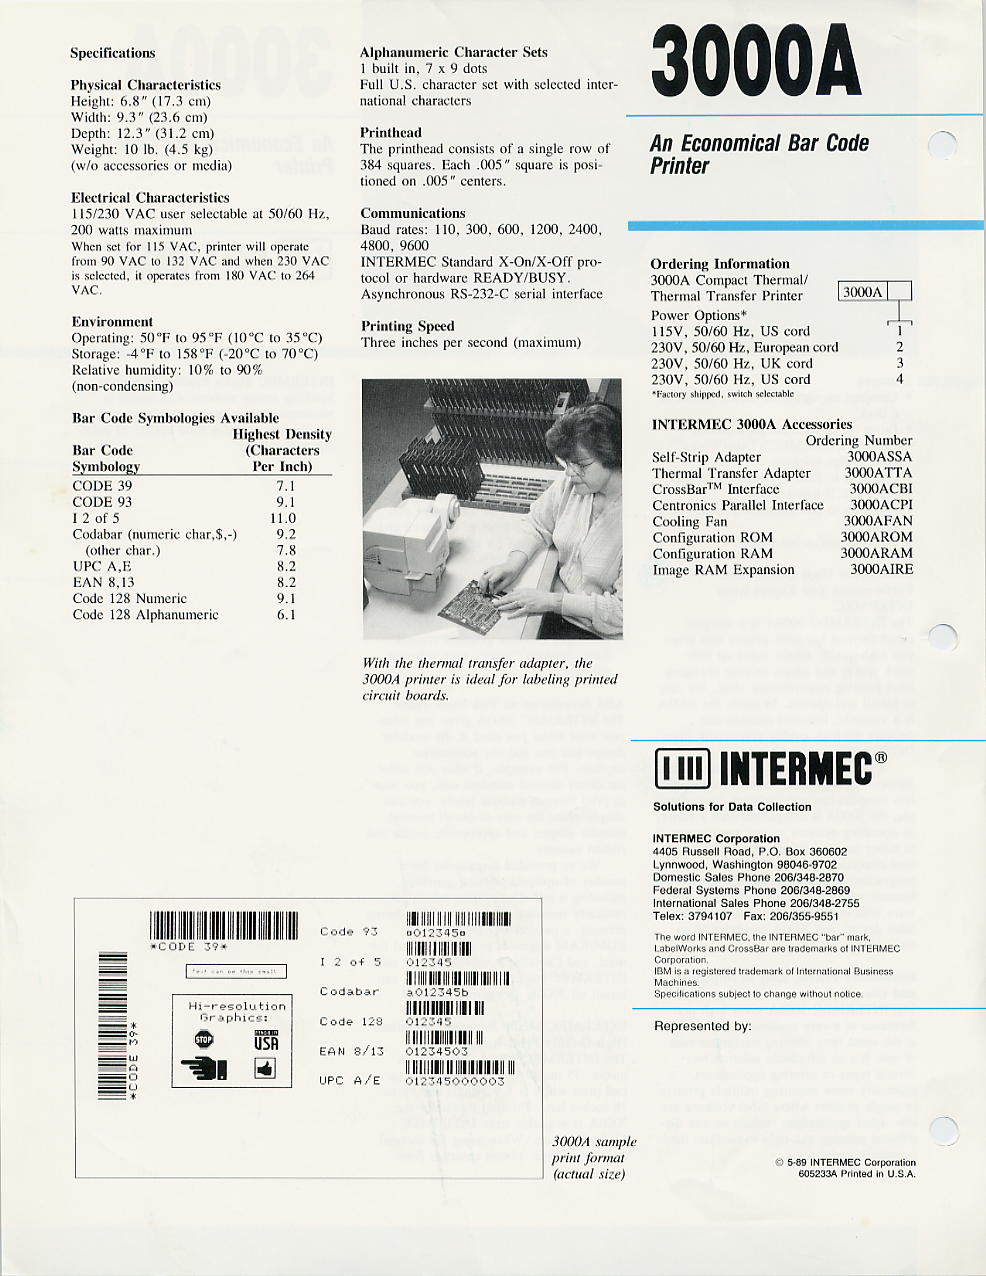 Specifications
Physical Characteristics
Height: 6.8" (17.3 cm)
Width: 9.3" (23.6 cm)
Depth: 12.3" (31.2 cm)
Weight: 10 lb. (4.5 kg)
(w/o accessories or media)
Electrical Characteristics
115/230 VAC user selectable at 50/60 Hz,
200 watts maximum
When set for 115 VAC, printer will operate
from 90 VAC to 132 VAC and when 230 VAC
is selected, it operates from 180 VAC to 264
VAC.
Environment
Operating: 50°F to 95°F (10°C to 35°C)
Storage: -4°F to 158°F (-20°C to 70°C)
Relative humidity: 10% to 90%
(non-condensing)
Bar Code Symbologies Available
Highest Density
Bar Code (Characters
Symbology Per Inch)
CODE 39 7.1
CODE 93 9.1
I 2 of 5 11.0
Codabar (numeric char,$,-) 9.2
(other char.) 7.8
UPC A,E 8.2
EAN 8,13 8.2
Code 128 Numeric 9.1
Code 128 Alphanumeric 6.1
Alphanumeric Character Sets
1 built in, 7 x 9 dots
Full U.S. character set with selected inter-
national characters
Printhead
The printhead consists of a single row of
384 squares. Each .005" square is posi-
tioned on .005" centers.
Communications
Baud rates: 110, 300, 600, 1200, 2400,
4800, 9600
INTERMEC Standard X-On/X-Off pro-
tocol or hardware READY/BUSY.
Asynchronous RS-232-C serial interface
Printing Speed
Three inches per second (maximum)
With the thermal transfer adapter, the
3000A printer is ideal for labeling printed
circuit boards.
3000A
An Economical Bar Code
Printer
Ordering Information
3000A Compact Thermal/
Thermal Transfer Printer 3000A
Power Options*
115V, 50/60 Hz, US cord 1
230V, 50/60 Hz, European cord 2
230V, 50/60 Hz, UK cord 3
230V, 50/60 Hz, US cord 4
*Factory shipped, switch selectable
INTERMEC 3000A Accessories
Ordering Number
Self-Strip Adapter 3000ASSA
Thermal Transfer Adapter 3000ATTA
CrossBar™ Interface 3000ACBI
Centronics Parallel Interface 3000ACPI
Cooling Fan 3000AFAN
Configuration ROM 3000AROM
Configuration RAM 3000ARAM
Image RAM Expansion 3000AIRE
INTERMEC®
Solutions for Data Collection
INTERMEC Corporation
4405 Russell Road, P.O. Box 360602
Lynnwood, Washington 98046-9702
Domestic Sales Phone 206/348-2870
Federal Systems Phone 206/348-2869
International Sales Phone 206/348-2755
Telex: 3794107 Fax: 206/355-9551
The word INTERMEC, the INTERMEC "bar" mark,
LabelWorks and CrossBar are trademarks of INTERMEC
Corporation.
IBM is a registered trademark of International Business
Machines.
Specifications subject to change without notice.
Represented by:
© 5-89 INTERMEC Corporation
605233A Printed in U.S.A.
*CODE 39*
Text can be this small
*CODE 39*
Hi-resolution
Graphics:
STOP
MADE IN
USA
Code 93
012345
I 2 of 5
012345
Codabar
a012345b
Code 128
012345
EAN 8/13
01234503
UPC A/E
012345000003
3000A sample
print format
(actual size)